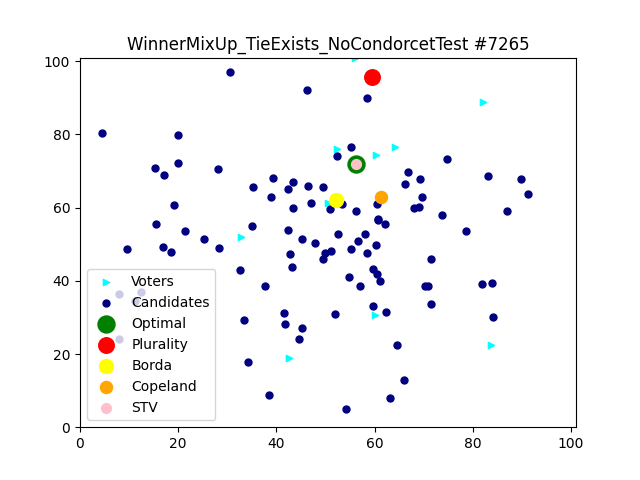 WinnerMixUp_TieExists_NoCondorcetTest #7265
100
80
60
40
20
0
Voters
Candidates
Optimal
Plurality
Borda
Copeland
STV
0 20 40 60 80 100